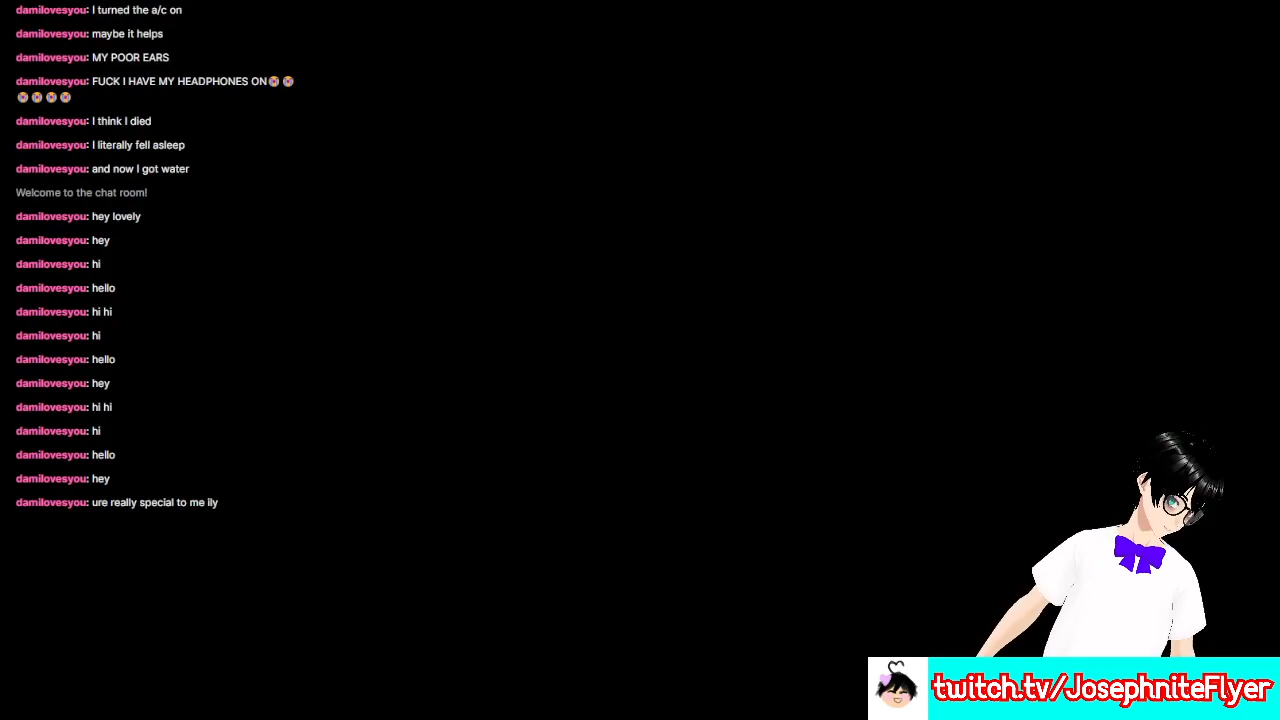 damilovesyou: I turned the a/c on
damilovesyou: maybe it helps
damilovesyou: MY POOR EARS
damilovesyou: FUCK I HAVE MY HEADPHONES ON😭😭
😭😭😭😭
damilovesyou: I think I died
damilovesyou: I literally fell asleep
damilovesyou: and now I got water
Welcome to the chat room!
damilovesyou: hey lovely
damilovesyou: hey
damilovesyou: hi
damilovesyou: hello
damilovesyou: hi hi
damilovesyou: hi
damilovesyou: hello
damilovesyou: hey
damilovesyou: hi hi
damilovesyou: hi
damilovesyou: hello
damilovesyou: hey
damilovesyou: ure really special to me ily
twitch.tv/JosephniteFlyer